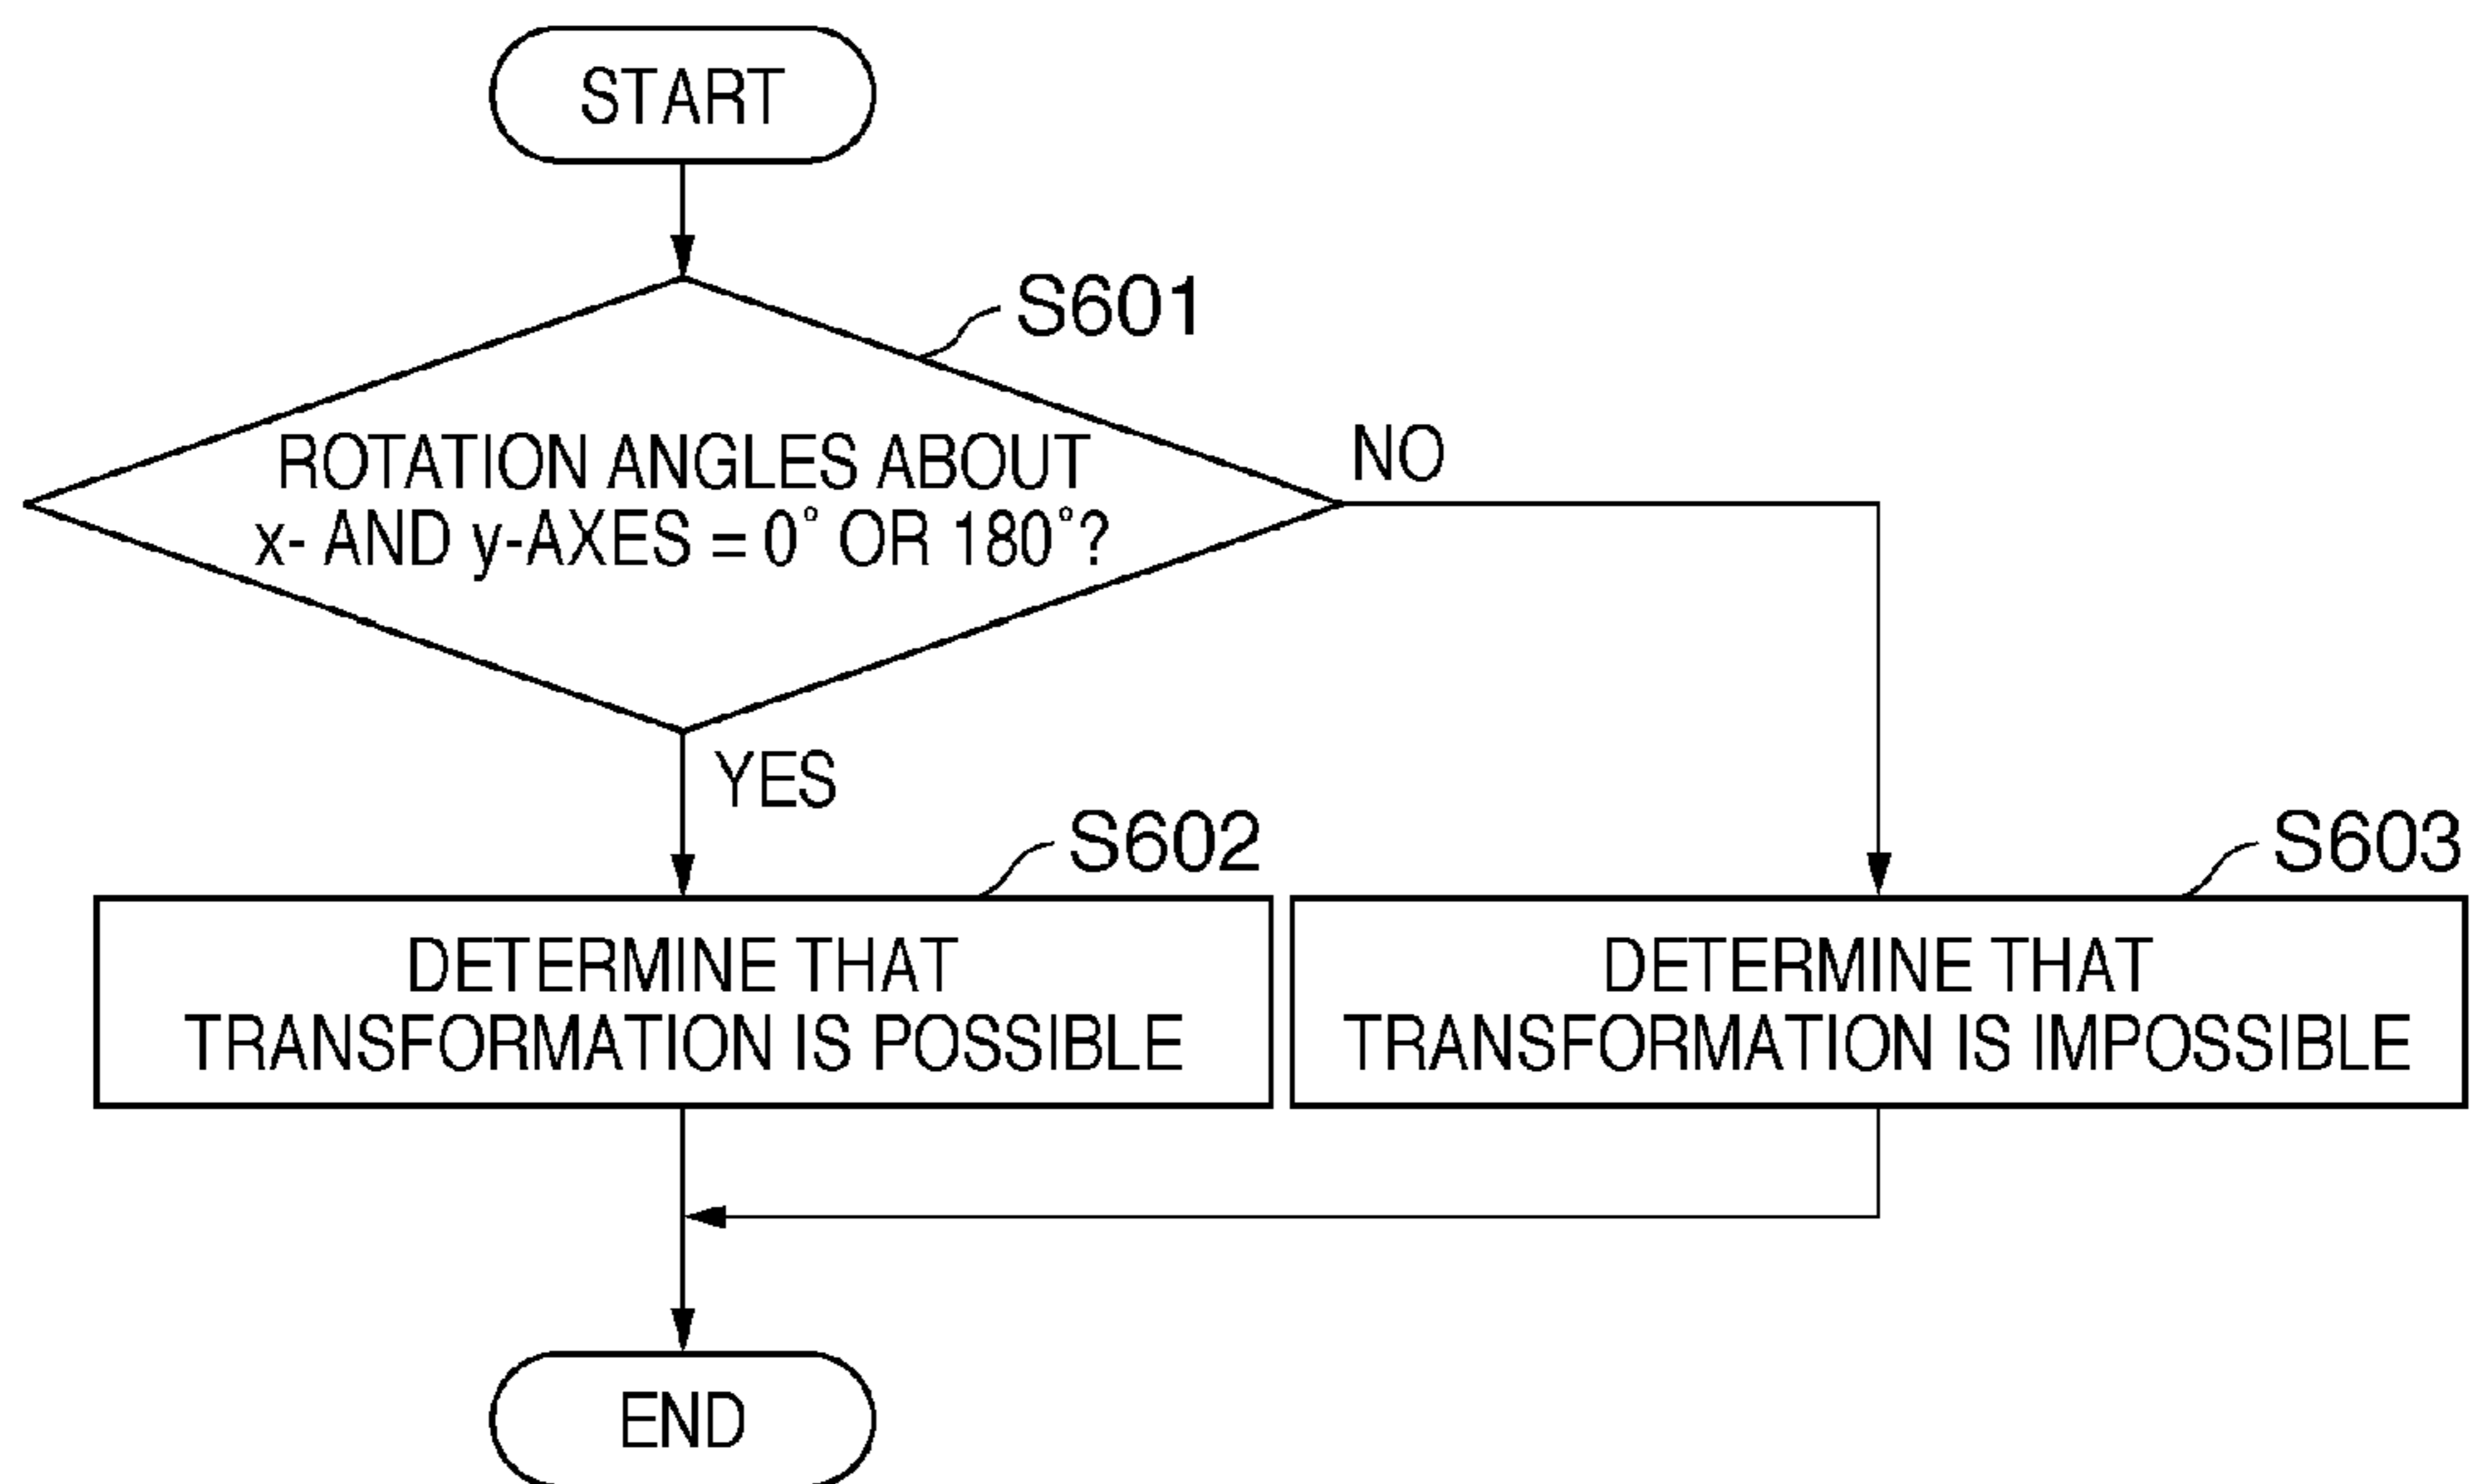 START
S601
ROTATION ANGLES ABOUT
x- AND y-AXES = 0° OR 180°?
NO
YES
S602
S603
DETERMINE THAT
TRANSFORMATION IS POSSIBLE
DETERMINE THAT
TRANSFORMATION IS IMPOSSIBLE
END